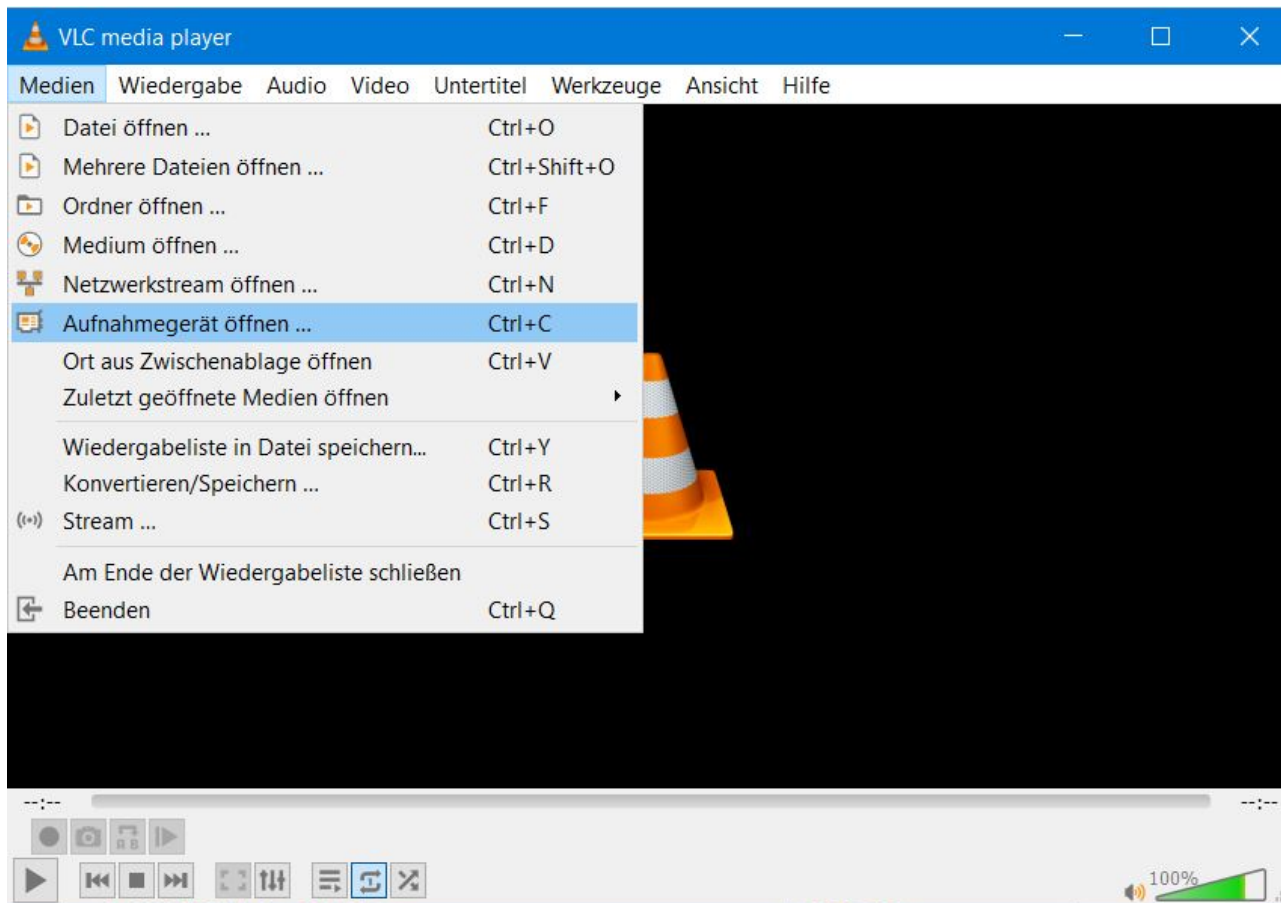 VLC media player
Medien Wiedergabe Audio Video Untertitel Werkzeuge Ansicht Hilfe
Datei öffnen ... Ctrl+O
Mehrere Dateien öffnen ... Ctrl+Shift+O
Ordner öffnen ... Ctrl+F
Medium öffnen ... Ctrl+D
Netzwerkstream öffnen ... Ctrl+N
Aufnahmegerät öffnen ... Ctrl+C
Ort aus Zwischenablage öffnen Ctrl+V
Zuletzt geöffnete Medien öffnen
Wiedergabeliste in Datei speichern... Ctrl+Y
Konvertieren/Speichern ... Ctrl+R
Stream ... Ctrl+S
Am Ende der Wiedergabeliste schließen
Beenden Ctrl+Q
--:-- --:--
A B
100%